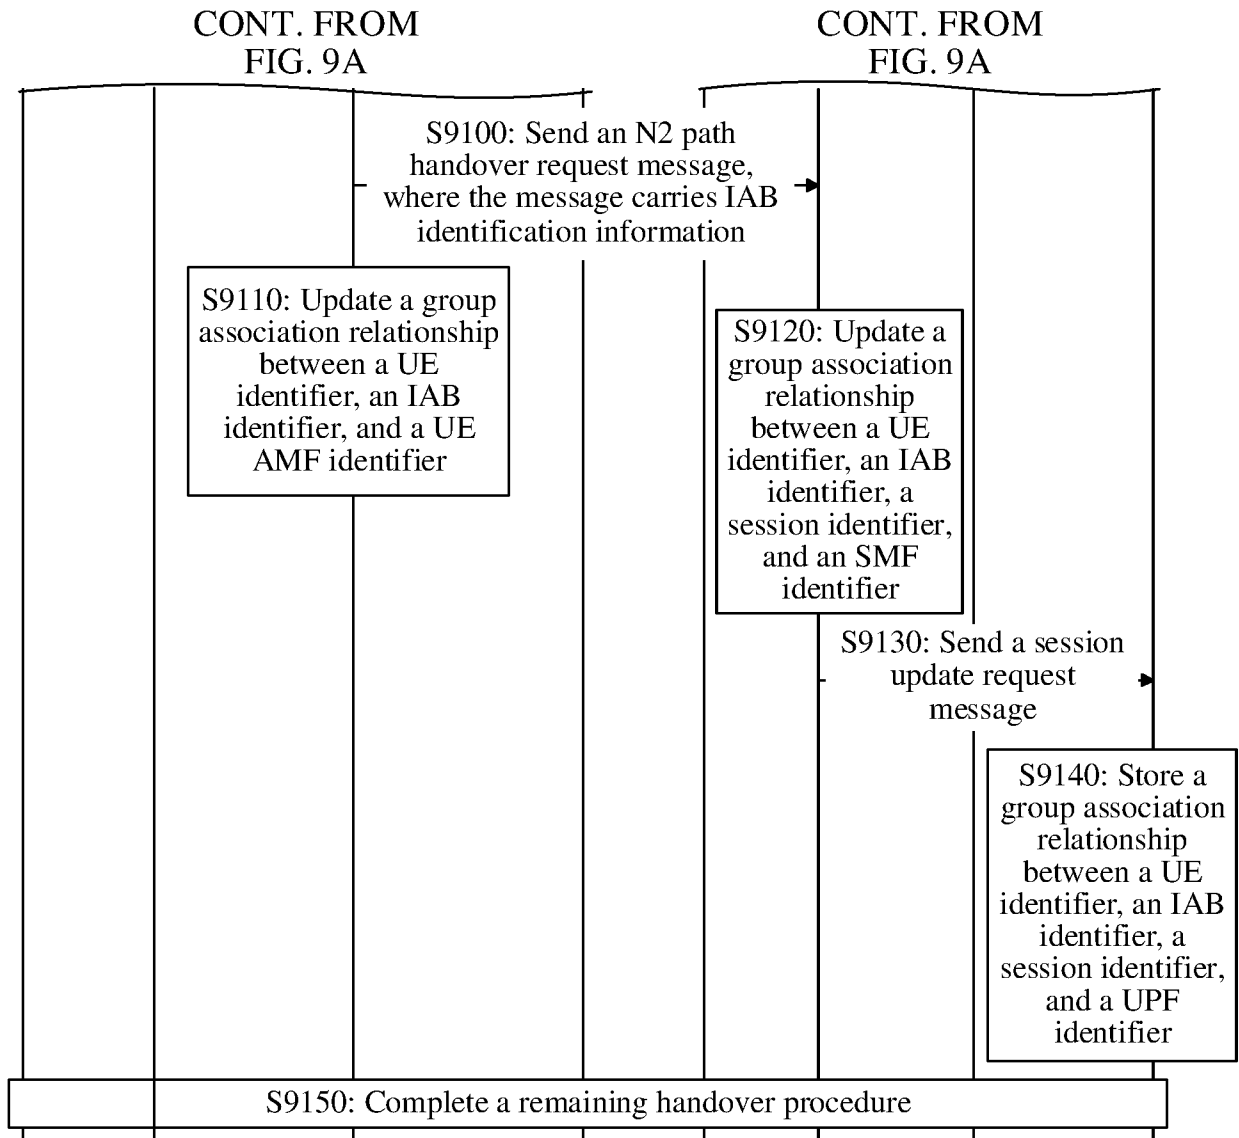 CONT. FROM
FIG. 9A
CONT. FROM
FIG. 9A
S9100: Send an N2 path
handover request message,
where the message carries IAB
identification information
S9110: Update a group
association relationship
between a UE
identifier, an IAB
identifier, and a UE
AMF identifier
S9120: Update a
group association
relationship
between a UE
identifier, an IAB
identifier, a
session identifier,
and an SMF
identifier
S9130: Send a session
update request
message
S9140: Store a
group association
relationship
between a UE
identifier, an IAB
identifier, a
session identifier,
and a UPF
identifier
S9150: Complete a remaining handover procedure